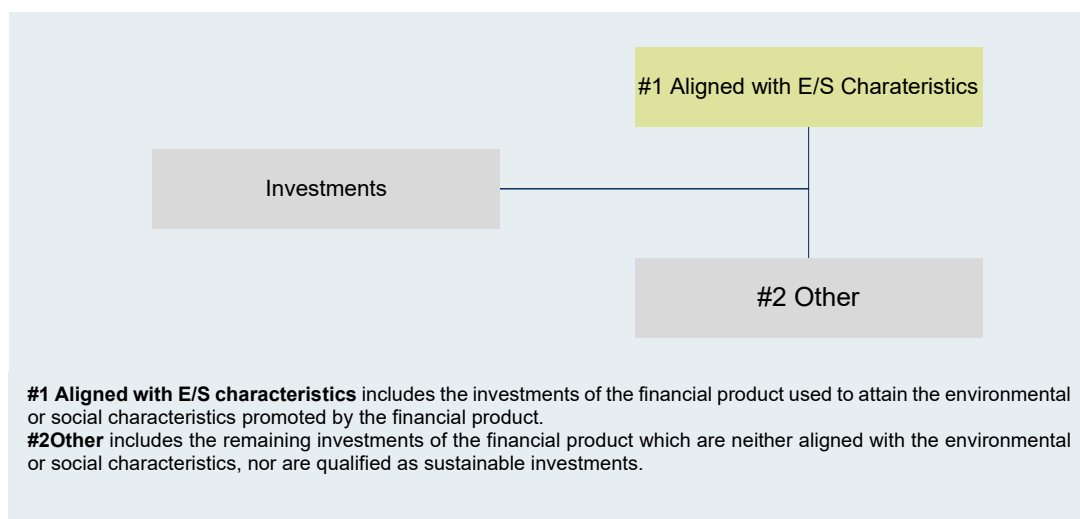 #1 Aligned with E/S Charateristics
Investments
#2 Other
#1 Aligned with E/S characteristics includes the investments of the financial product used to attain the environmental
or social characteristics promoted by the financial product.
#2Other includes the remaining investments of the financial product which are neither aligned with the environmental
or social characteristics, nor are qualified as sustainable investments.